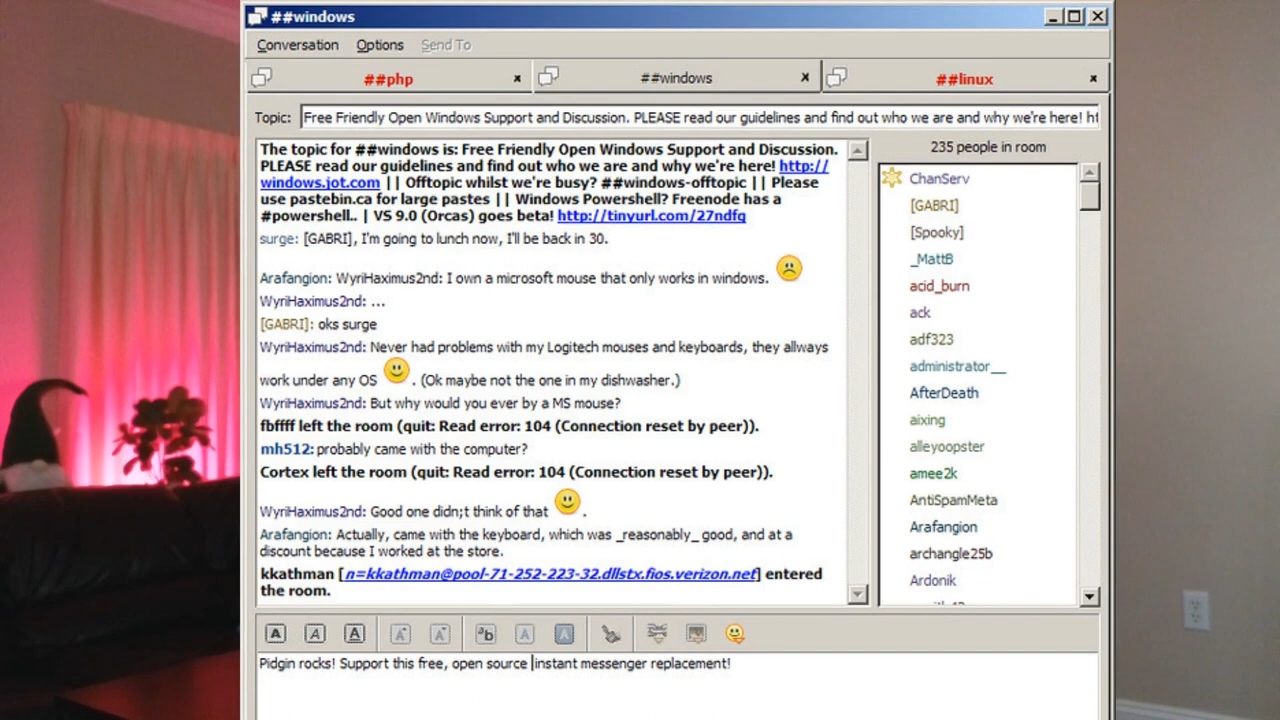 ##windows
Conversation Options Send To
##php ##windows ##linux
Topic: Free Friendly Open Windows Support and Discussion. PLEASE read our guidelines and find out who we are and why we're here! ht
The topic for ##windows is: Free Friendly Open Windows Support and Discussion.
PLEASE read our guidelines and find out who we are and why we're here! http://
windows.jot.com || Offtopic whilst we're busy? ##windows-offtopic || Please
use pastebin.ca for large pastes || Windows Powershell? Freenode has a
#powershell.. | VS 9.0 (Orcas) goes beta! http://tinyurl.com/27ndfq
surge: [GABRI], I'm going to lunch now, I'll be back in 30.
Arafangion: WyriHaximus2nd: I own a microsoft mouse that only works in windows.
WyriHaximus2nd: ...
[GABRI]: oks surge
WyriHaximus2nd: Never had problems with my Logitech mouses and keyboards, they allways
work under any OS . (Ok maybe not the one in my dishwasher.)
WyriHaximus2nd: But why would you ever by a MS mouse?
fbffff left the room (quit: Read error: 104 (Connection reset by peer)).
mh512: probably came with the computer?
Cortex left the room (quit: Read error: 104 (Connection reset by peer)).
WyriHaximus2nd: Good one didn;t think of that .
Arafangion: Actually, came with the keyboard, which was _reasonably_ good, and at a
discount because I worked at the store.
kkathman [n=kkathman@pool-71-252-223-32.dllstx.fios.verizon.net] entered
the room.
235 people in room
ChanServ
[GABRI]
[Spooky]
_MattB
acid_burn
ack
adf323
administrator__
AfterDeath
aixing
alleyoopster
amee2k
AntiSpamMeta
Arafangion
archangle25b
Ardonik
Pidgin rocks! Support this free, open source instant messenger replacement!